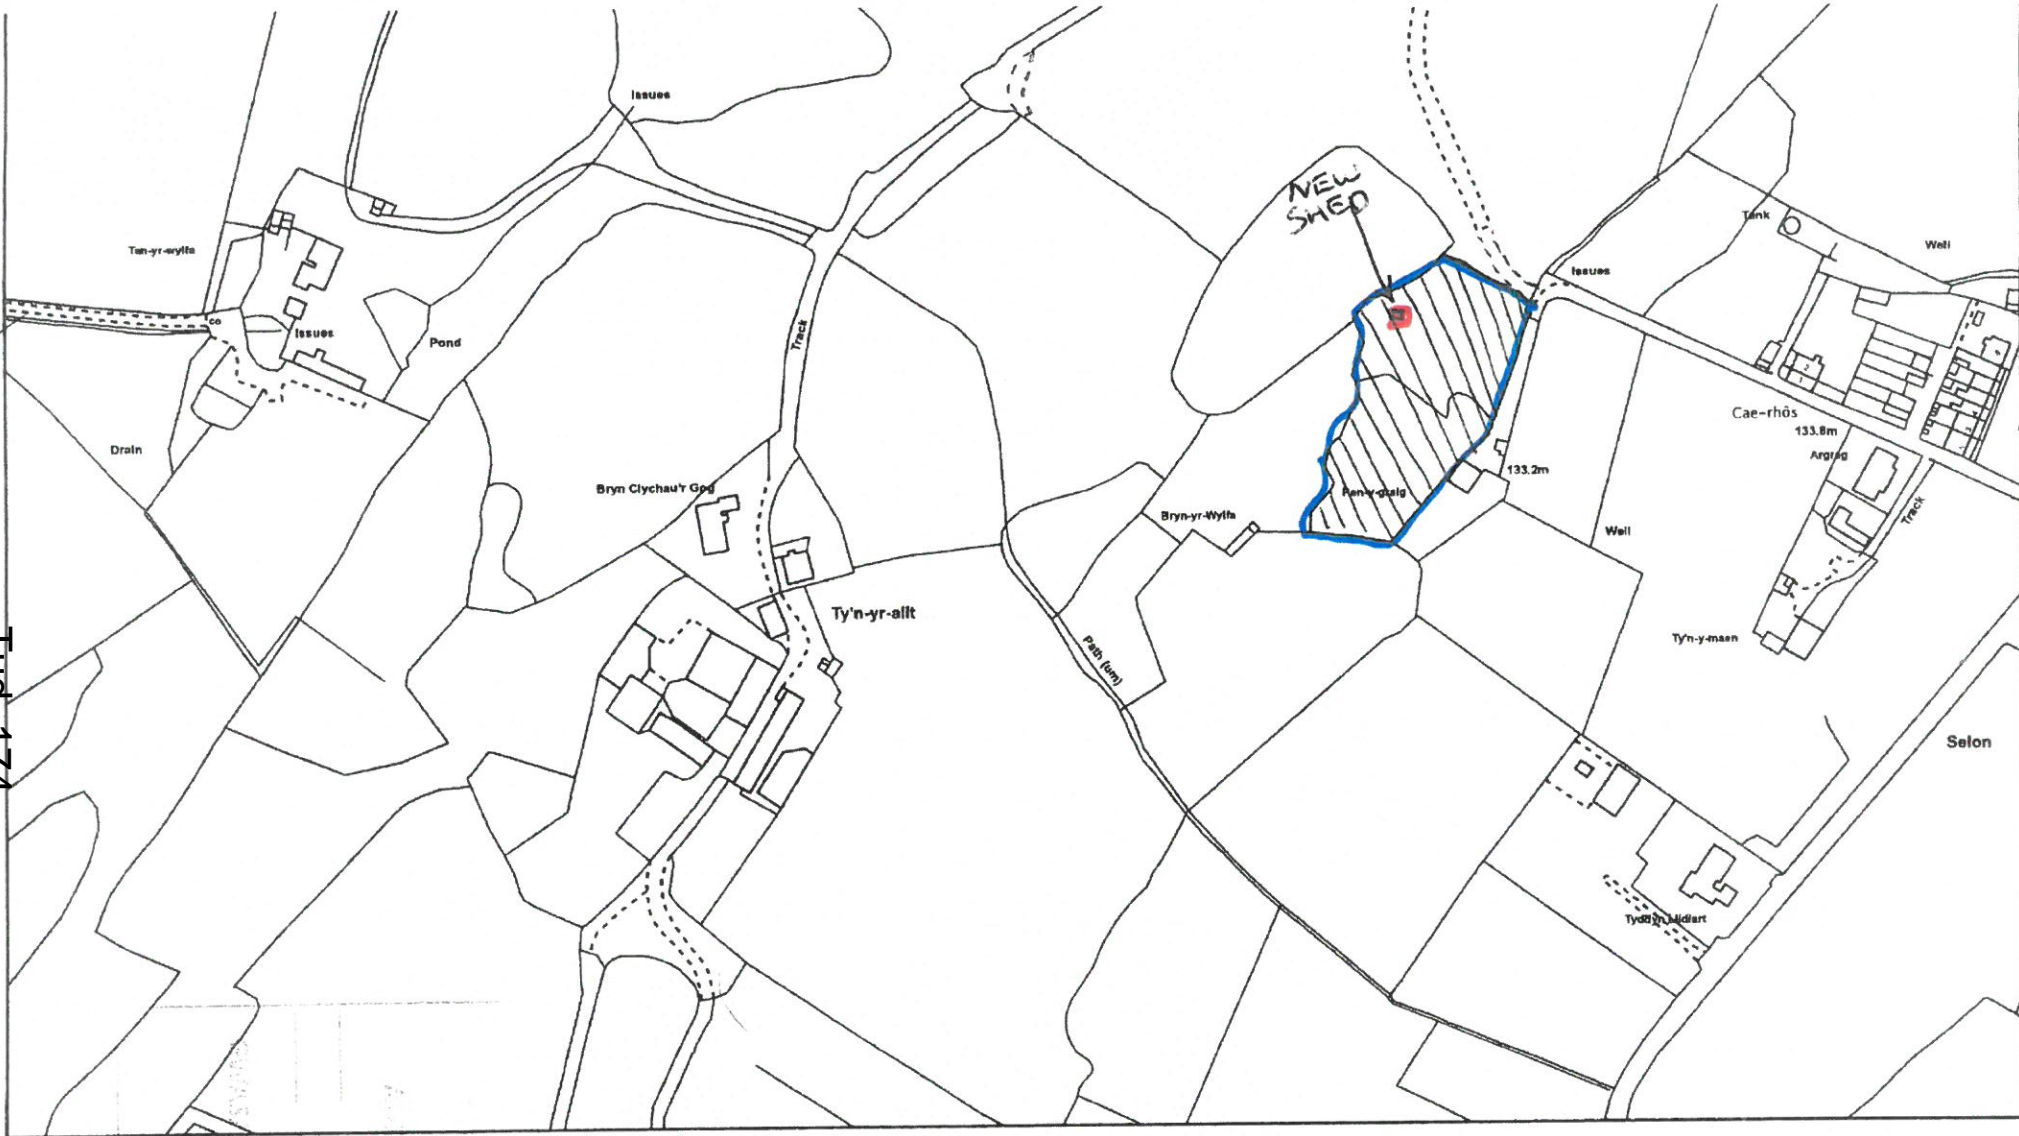 Issues
NEW
SHED
Tank
Well
Tan-yr-wylfa
Issues
Issues
Pond
Track
Cae-rhôs
133.8m
Drain
Argraig
133.2m
Bryn Clychau'r Gog
Pen-y-graig
Bryn-yr-Wylfa
Track
Well
Ty'n-yr-allt
Ty'n-y-maen
Path (um)
Seion
Tyddyn Lidiart